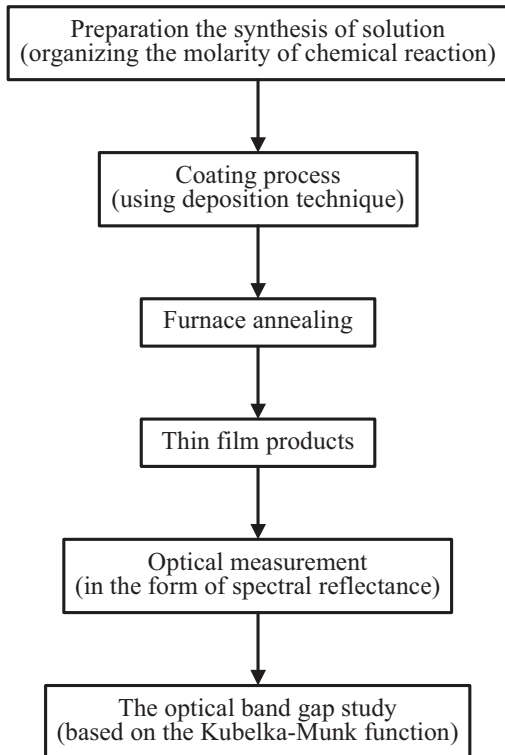 Preparation the synthesis of solution
(organizing the molarity of chemical reaction)
Coating process
(using deposition technique)
Furnace annealing
Thin film products
Optical measurement
(in the form of spectral reflectance)
The optical band gap study
(based on the Kubelka-Munk function)